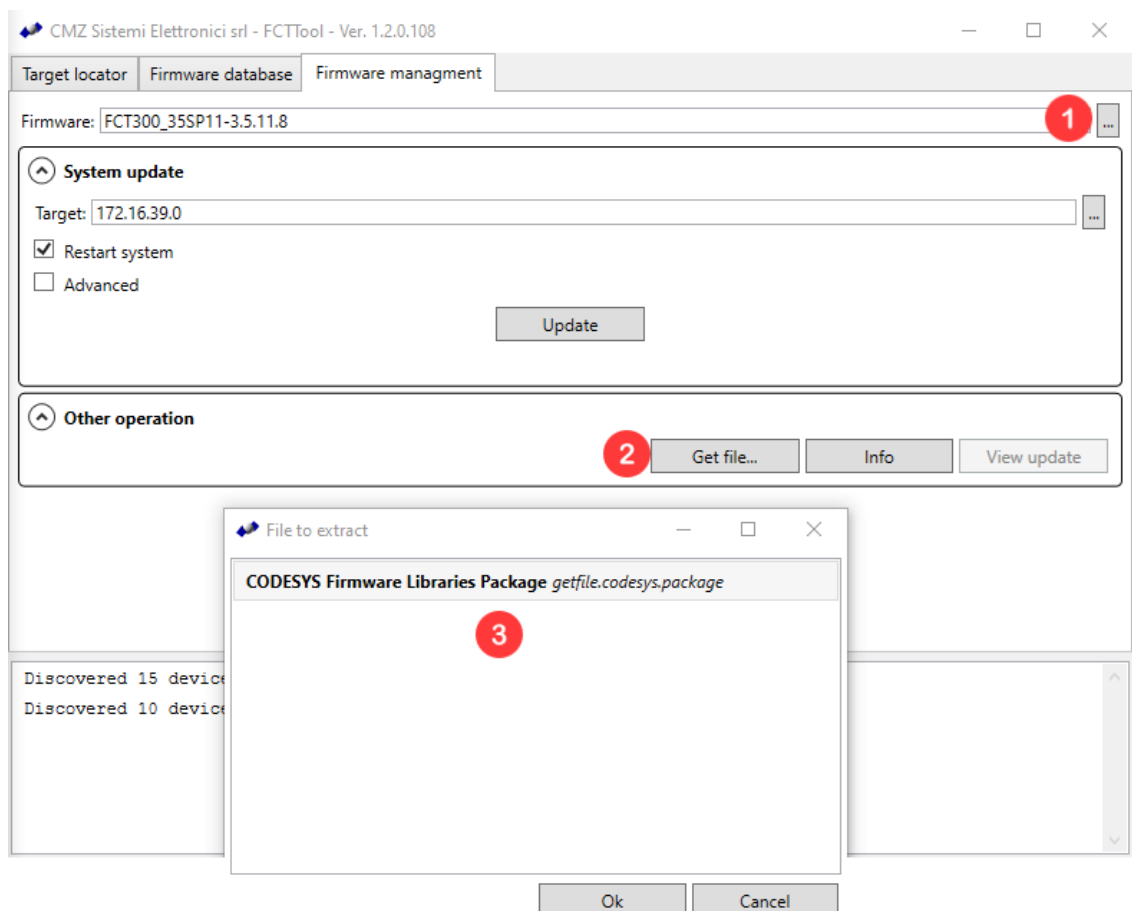 CMZ Sistemi Elettronici srl - FCTTool - Ver. 1.2.0.108
Target locator Firmware database Firmware managment
Firmware: FCT300_35SP11-3.5.11.8 1 ...
System update
Target: 172.16.39.0 ...
Restart system
Advanced
Update
Other operation
2 Get file... Info View update
File to extract
CODESYS Firmware Libraries Package getfile.codesys.package
3
Discovered 15 device
Discovered 10 device
Ok Cancel